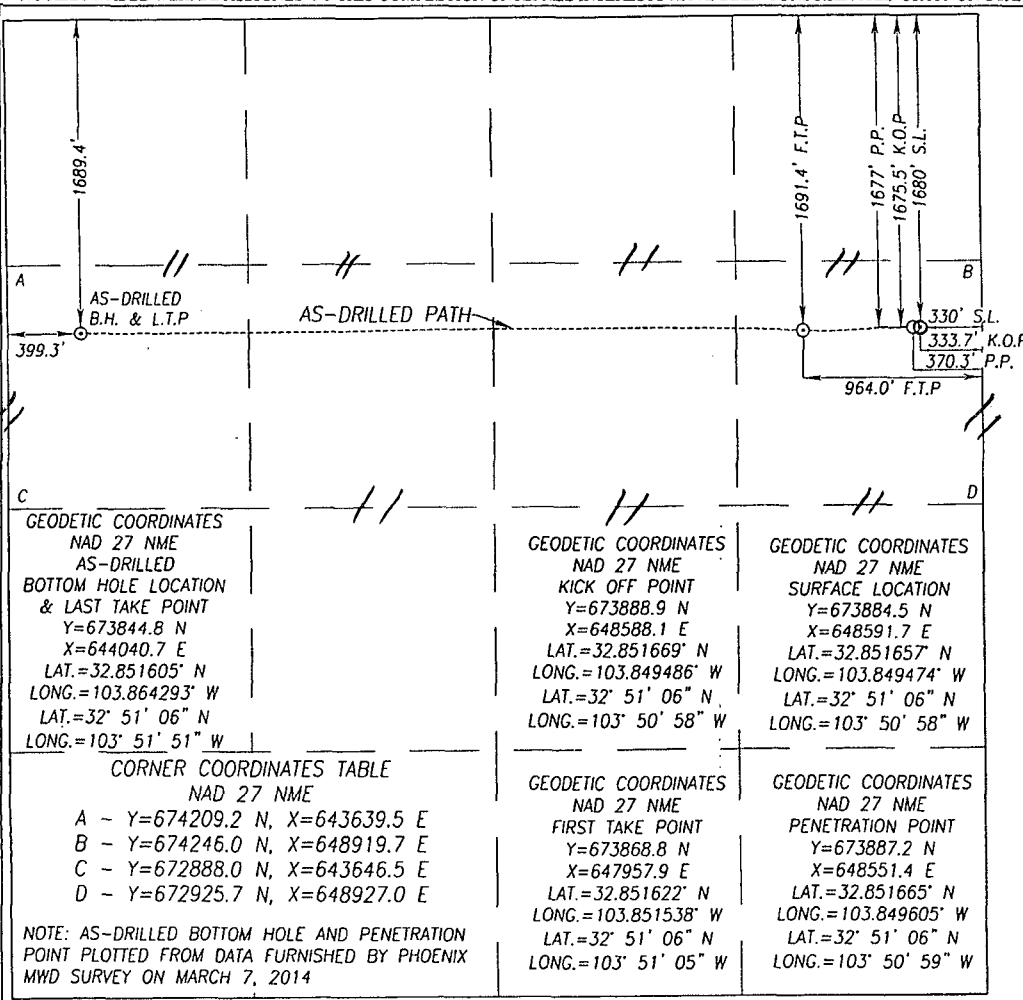 1689.4'
1691.4' F.T.P
1677' P.P.
1675.5' K.O.P
1680' S.L.
A
B
AS-DRILLED
B.H. & L.T.P
AS-DRILLED PATH
399.3'
330' S.L.
333.7' K.O.P
370.3' P.P.
964.0' F.T.P
C
D
GEODETIC COORDINATES
NAD 27 NME
AS-DRILLED
BOTTOM HOLE LOCATION
& LAST TAKE POINT
Y=673844.8 N
X=644040.7 E
LAT.=32.851605° N
LONG.=103.864293° W
LAT.=32° 51' 06" N
LONG.=103° 51' 51" W
GEODETIC COORDINATES
NAD 27 NME
KICK OFF POINT
Y=673888.9 N
X=648588.1 E
LAT.=32.851669° N
LONG.=103.849486° W
LAT.=32° 51' 06" N
LONG.=103° 50' 58" W
GEODETIC COORDINATES
NAD 27 NME
SURFACE LOCATION
Y=673884.5 N
X=648591.7 E
LAT.=32.851657° N
LONG.=103.849474° W
LAT.=32° 51' 06" N
LONG.=103° 50' 58" W
CORNER COORDINATES TABLE
NAD 27 NME
A - Y=674209.2 N, X=643639.5 E
B - Y=674246.0 N, X=648919.7 E
C - Y=672888.0 N, X=643646.5 E
D - Y=672925.7 N, X=648927.0 E
NOTE: AS-DRILLED BOTTOM HOLE AND PENETRATION
POINT PLOTTED FROM DATA FURNISHED BY PHOENIX
MWD SURVEY ON MARCH 7, 2014
GEODETIC COORDINATES
NAD 27 NME
FIRST TAKE POINT
Y=673868.8 N
X=647957.9 E
LAT.=32.851622° N
LONG.=103.851538° W
LAT.=32° 51' 06" N
LONG.=103° 51' 05" W
GEODETIC COORDINATES
NAD 27 NME
PENETRATION POINT
Y=673887.2 N
X=648551.4 E
LAT.=32.851665° N
LONG.=103.849605° W
LAT.=32° 51' 06" N
LONG.=103° 50' 59" W